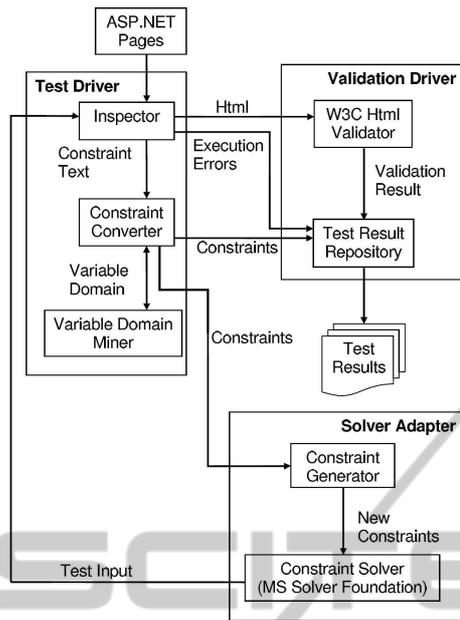 ASP.NET
Pages
Test Driver
Validation Driver
Inspector
Html
W3C Html
Validator
Constraint
Text
Execution
Errors
Validation
Result
Constraint
Converter
Constraints
Test Result
Repository
Variable
Domain
Variable Domain
Miner
Constraints
Test
Results
Solver Adapter
Constraint
Generator
New
Constraints
Test Input
Constraint Solver
(MS Solver Foundation)
SCITE